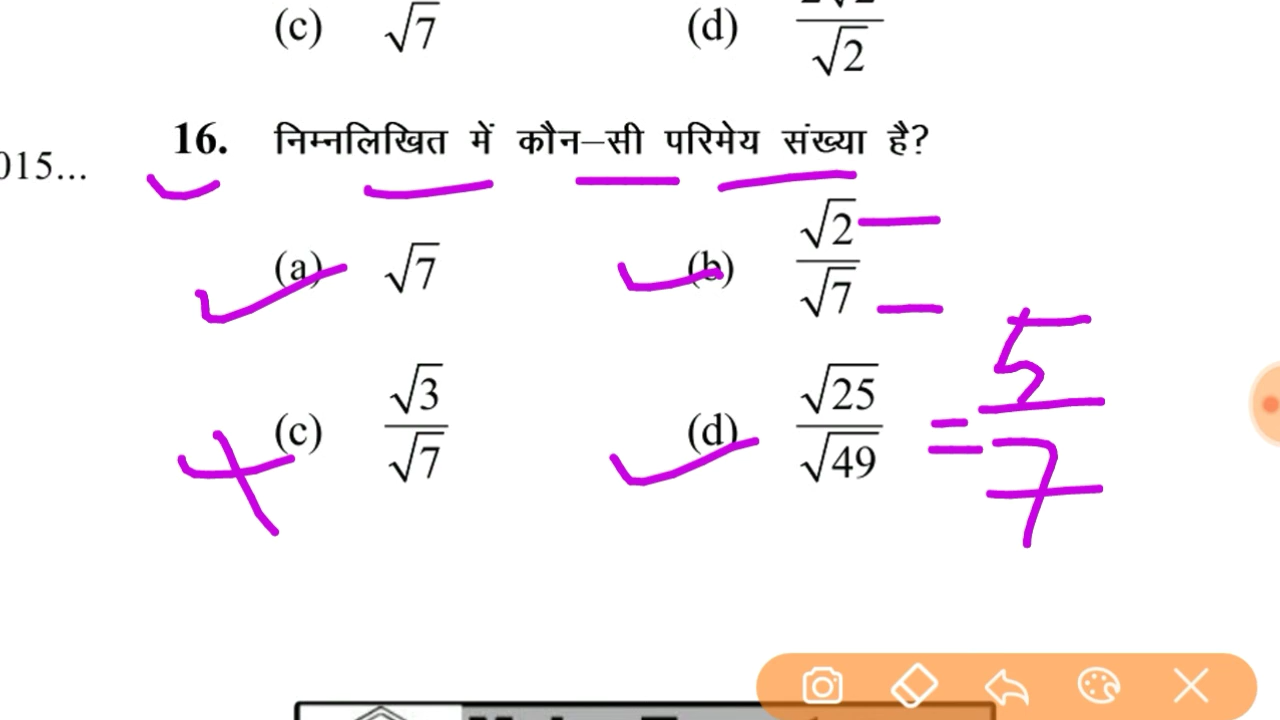 (c) √7 (d) √2
015...
16. निम्नलिखित में कौन–सी परिमेय संख्या है?
(a) √7 (b) √2/√7
(c) √3/√7 (d) √25/√49 = 5/7